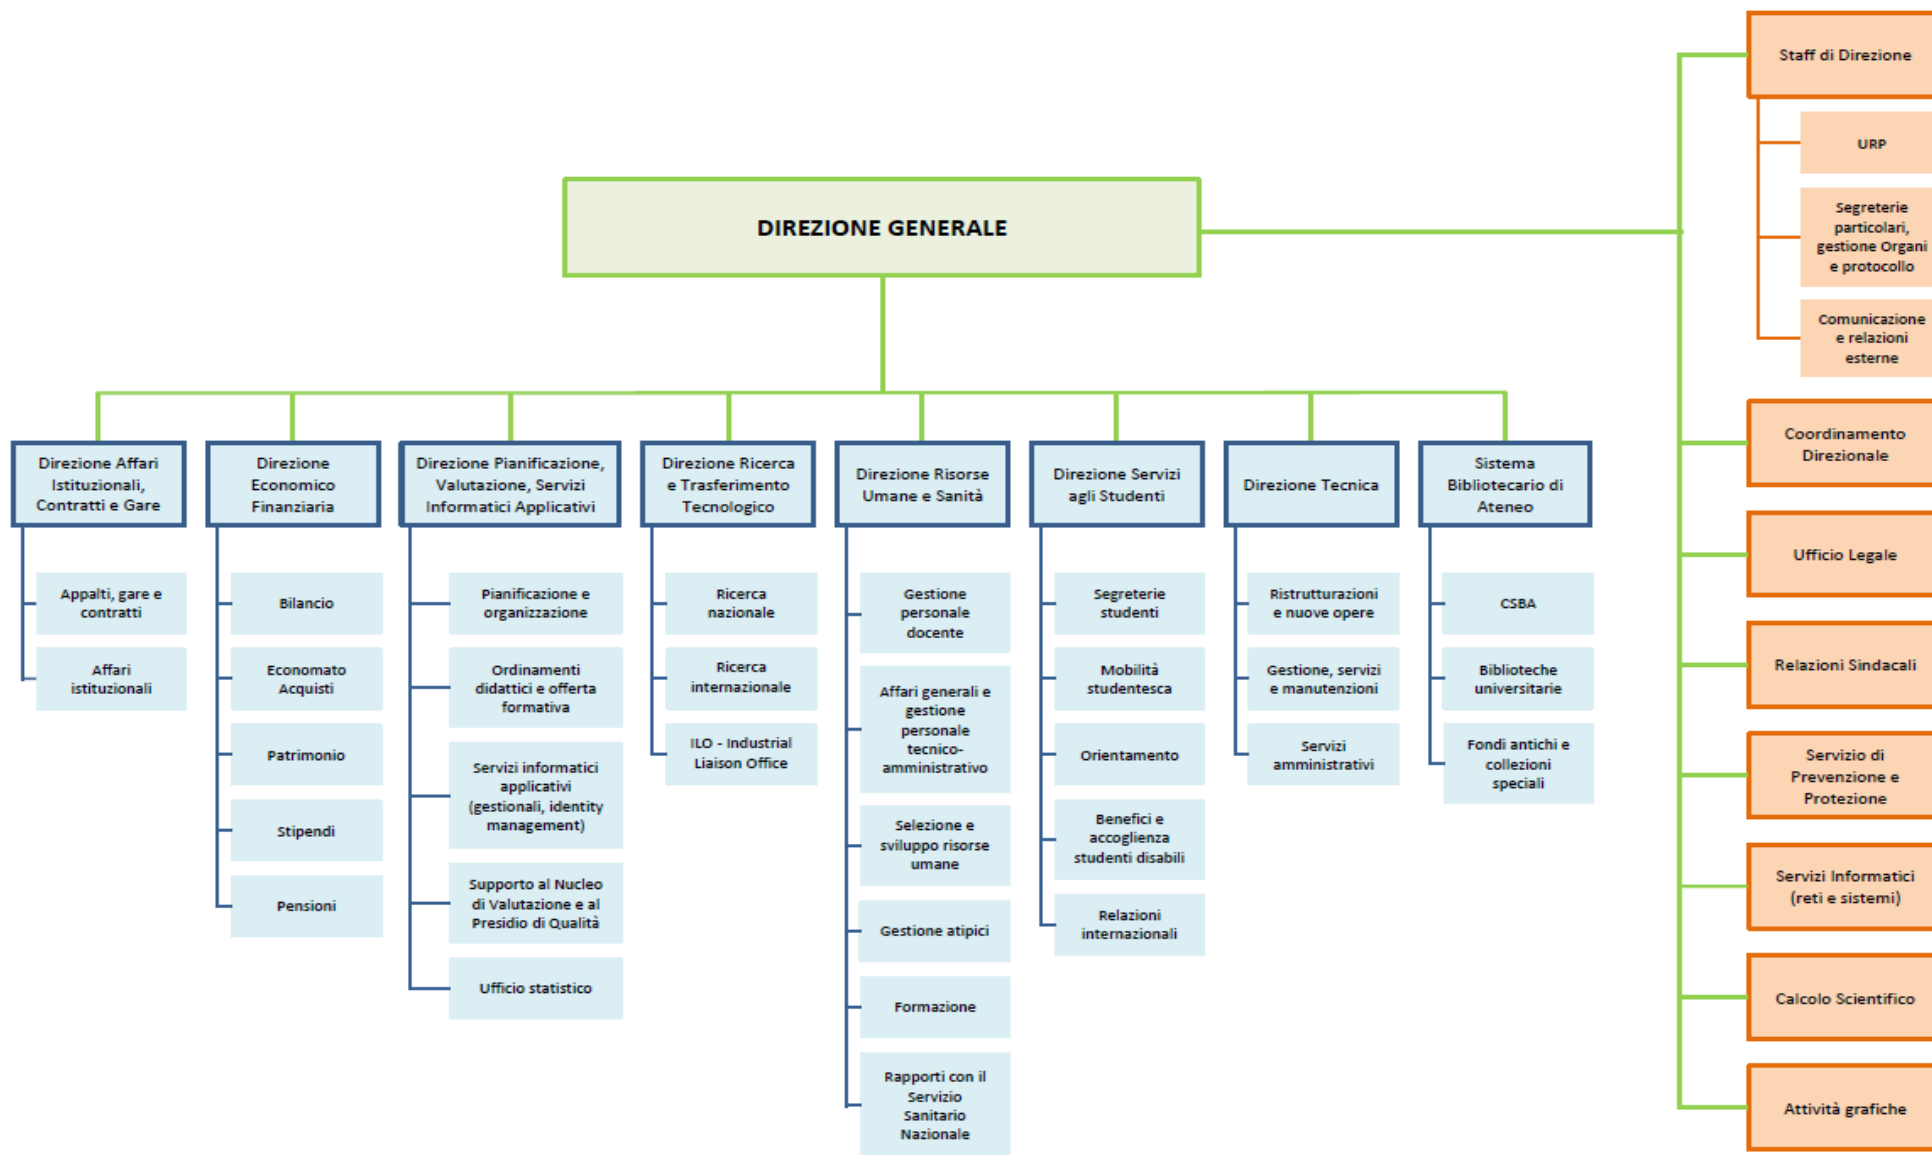 DIREZIONE GENERALE
Direzione Affari
Istituzionali,
Contratti e Gare
Appalti, gare e
contratti
Affari
istituzionali
Direzione
Economico
Finanziaria
Bilancio
Economato
Acquisti
Patrimonio
Stipendi
Pensioni
Direzione Pianificazione,
Valutazione, Servizi
Informatici Applicativi
Pianificazione e
organizzazione
Ordinamenti
didattici e offerta
formativa
Servizi informatici
applicativi
(gestionali, identity
management)
Supporto al Nucleo
di Valutazione e al
Presidio di Qualità
Ufficio statistico
Direzione Ricerca
e Trasferimento
Tecnologico
Ricerca
nazionale
Ricerca
internazionale
ILO - Industrial
Liaison Office
Direzione Risorse
Umane e Sanità
Gestione
personale
docente
Affari generali e
gestione
personale
tecnico-
amministrativo
Selezione e
sviluppo risorse
umane
Gestione atipici
Formazione
Rapporti con il
Servizio
Sanitario
Nazionale
Direzione Servizi
agli Studenti
Segreterie
studenti
Mobilità
studentesca
Orientamento
Benefici e
accoglienza
studenti disabili
Relazioni
internazionali
Direzione Tecnica
Ristrutturazioni
e nuove opere
Gestione, servizi
e manutenzioni
Servizi
amministrativi
Sistema
Bibliotecario di
Ateneo
CSBA
Biblioteche
universitarie
Fondi antichi e
collezioni
speciali
Staff di Direzione
URP
Segreterie
particolari,
gestione Organi
e protocollo
Comunicazione
e relazioni
esterne
Coordinamento
Direzionale
Ufficio Legale
Relazioni Sindacali
Servizio di
Prevenzione e
Protezione
Servizi Informatici
(reti e sistemi)
Calcolo Scientifico
Attività grafiche